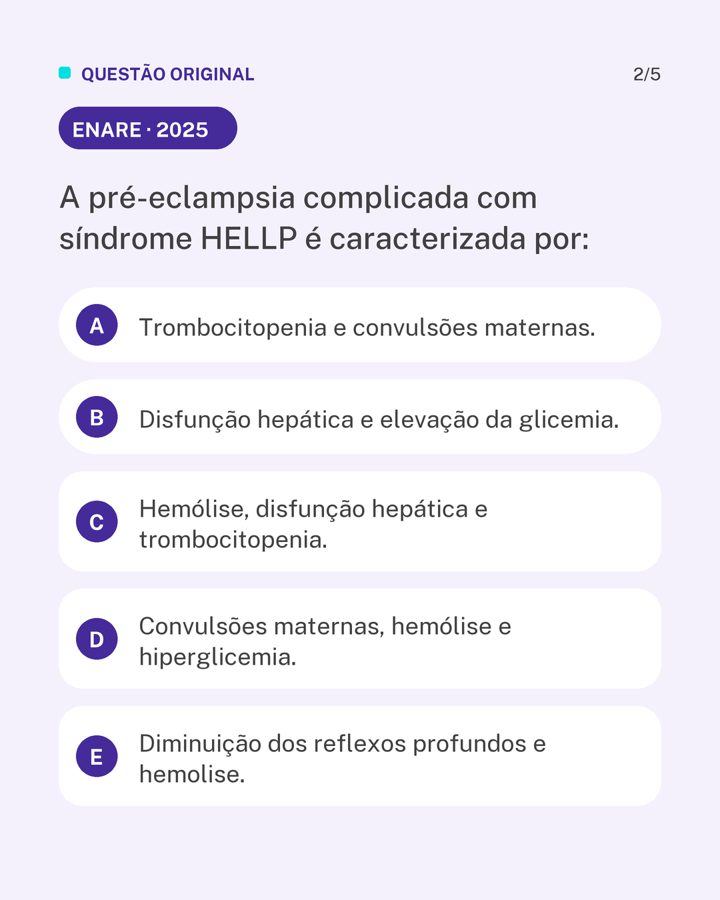 QUESTÃO ORIGINAL
2/5
ENARE · 2025
A pré-eclampsia complicada com
síndrome HELLP é caracterizada por:
A Trombocitopenia e convulsões maternas.
B Disfunção hepática e elevação da glicemia.
C Hemólise, disfunção hepática e
trombocitopenia.
D Convulsões maternas, hemólise e
hiperglicemia.
E Diminuição dos reflexos profundos e
hemolise.